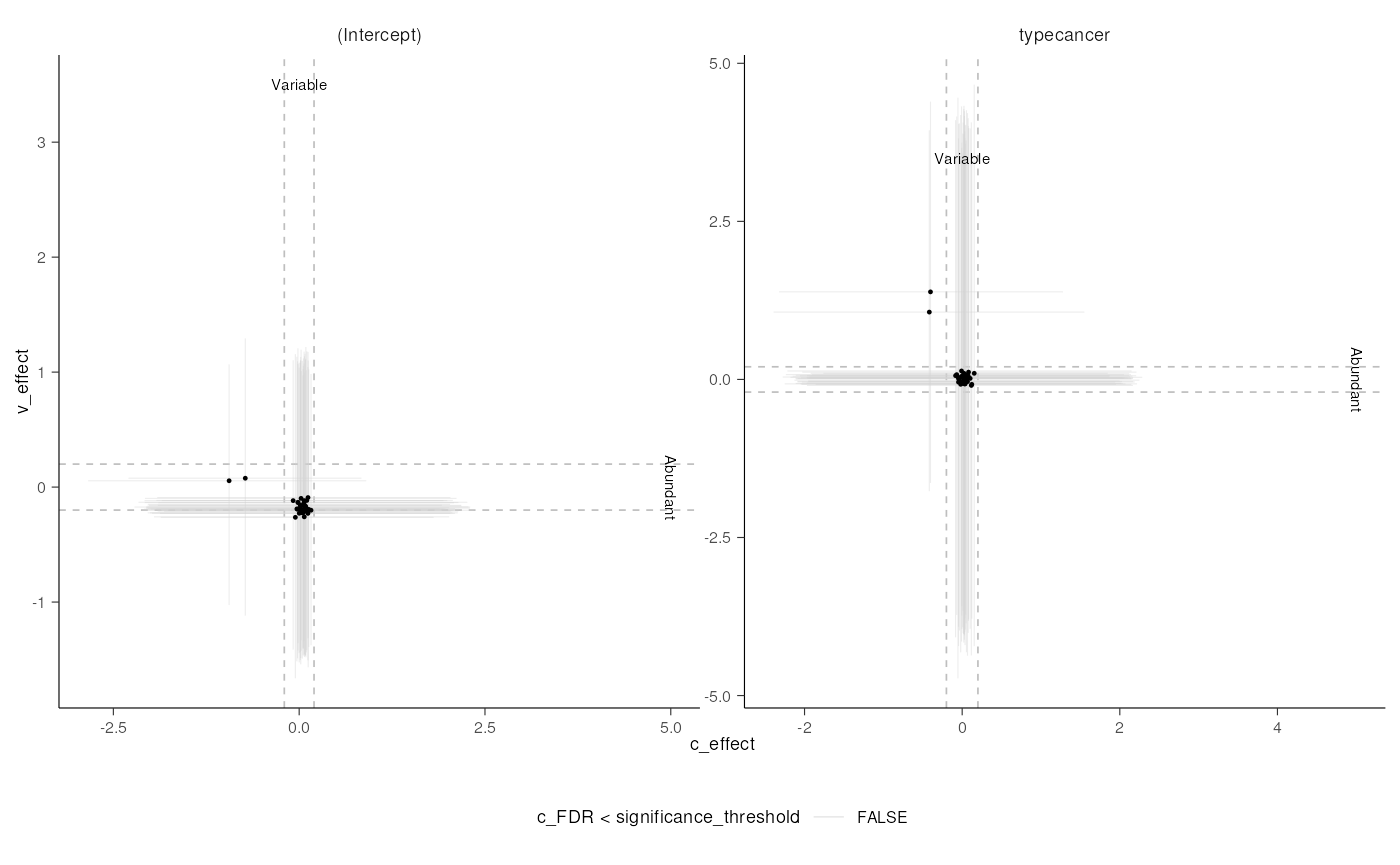 (Intercept)
typecancer
v_effect
3
2
1
0
-1
-2.5
0.0
2.5
5.0
Variable
Abundant
5.0
2.5
0.0
-2.5
-5.0
-2
0
2
4
Variable
Abundant
c_effect
c_FDR < significance_threshold FALSE